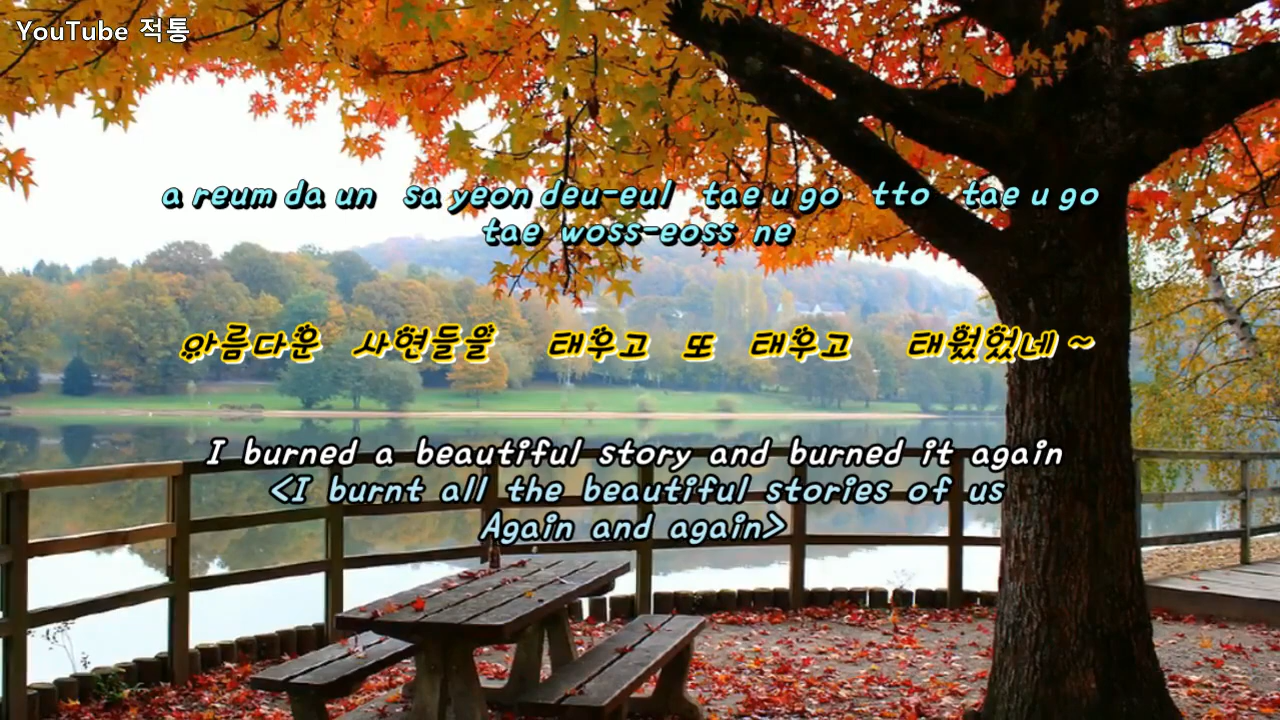 YouTube 적통
a reum da un sa yeon deu-eul tae u go tto tae u go
tae woss-eoss ne
아름다운 사연들을 태우고 또 태우고 태웠었네 ~
I burned a beautiful story and burned it again
<I burnt all the beautiful stories of us
Again and again>